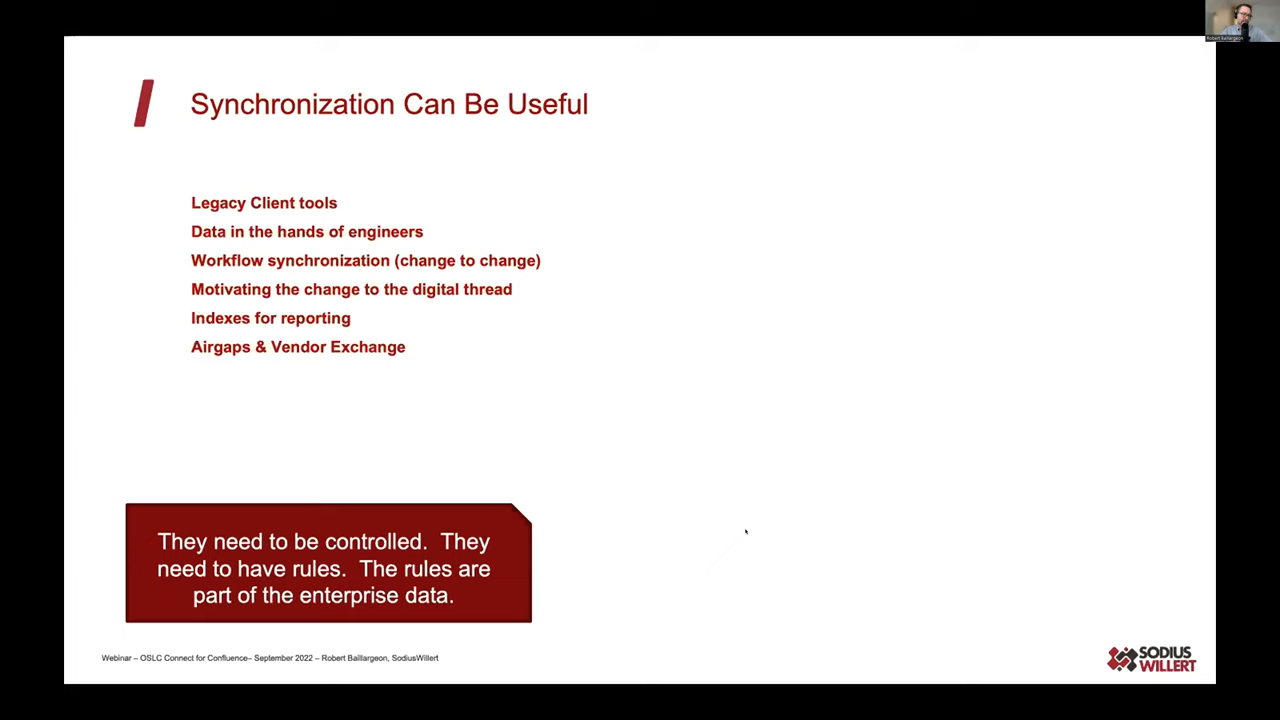 Robert Baillargeon
Synchronization Can Be Useful
Legacy Client tools
Data in the hands of engineers
Workflow synchronization (change to change)
Motivating the change to the digital thread
Indexes for reporting
Airgaps & Vendor Exchange
They need to be controlled.  They
need to have rules.  The rules are
part of the enterprise data.
Webinar – OSLC Connect for Confluence– September 2022 – Robert Baillargeon, SodiusWillert
SODIUS
WILLERT